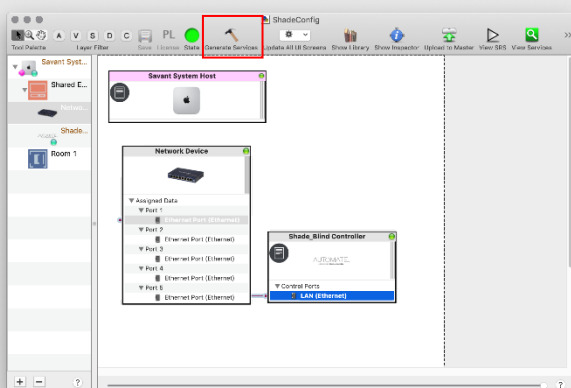 ShadeConfig
A V S D C
PL
Tool Palette Layer Filter Save License State Generate Services Update All UI Screens Show Library Show Inspector Upload to Master View SRS View Services
Savant Syst...
Shared E...
Netwo...
Shade...
Room 1
Savant System Host
Network Device
Assigned Data
Port 1
Ethernet Port (Ethernet)
Port 2
Ethernet Port (Ethernet)
Port 3
Ethernet Port (Ethernet)
Port 4
Ethernet Port (Ethernet)
Port 5
Ethernet Port (Ethernet)
Shade_Blind Controller
AUTOMATE
Control Ports
LAN (Ethernet)
+ − ?
?